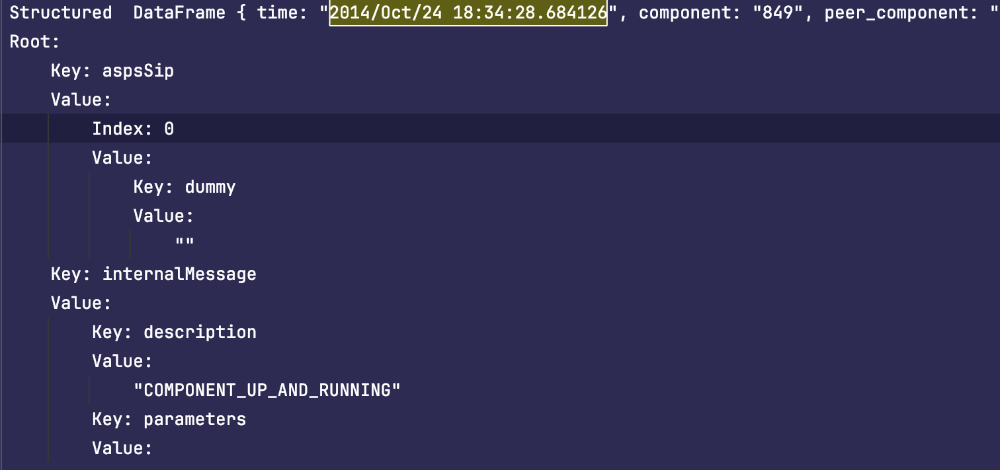 Structured  DataFrame { time: "2014/Oct/24 18:34:28.684126", component: "849", peer_component: "
Root:
Key: aspsSip
Value:
Index: 0
Value:
Key: dummy
Value:
""
Key: internalMessage
Value:
Key: description
Value:
"COMPONENT_UP_AND_RUNNING"
Key: parameters
Value: